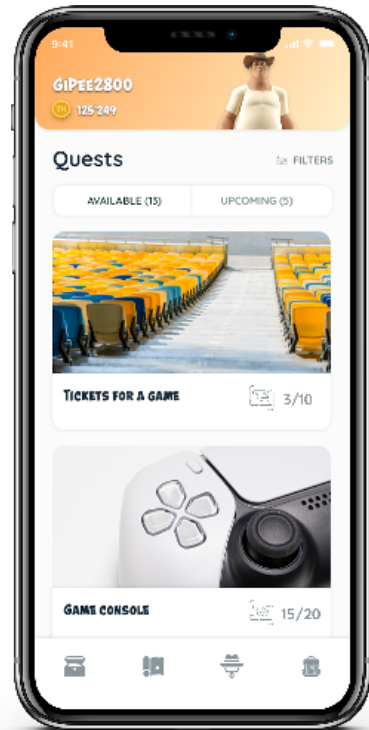 9:41
GiPEE2800
TH 125'249
Quests
FILTERS
AVAILABLE (13)
UPCOMING (5)
TICKETS FOR A GAME
3/10
GAME CONSOLE
15/20